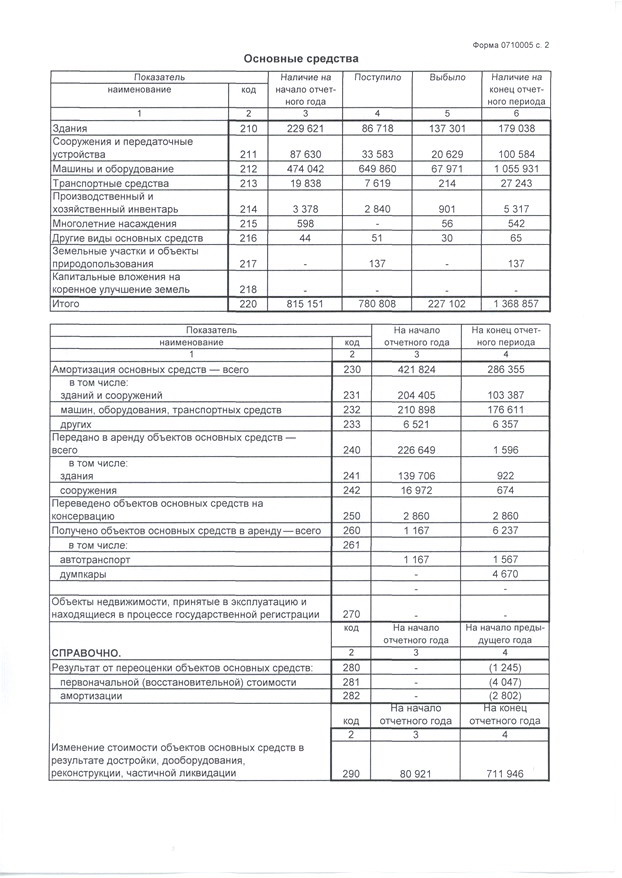 Форма 0710005 с. 2
Основные средства
Показатель Наличие на Поступило Выбыло Наличие на
наименование код начало отчет- конец отчет-
ного года ного периода
1 2 3 4 5 6
Здания 210 229 621 86 718 137 301 179 038
Сооружения и передаточные
устройства 211 87 630 33 583 20 629 100 584
Машины и оборудование 212 474 042 649 860 67 971 1 055 931
Транспортные средства 213 19 838 7 619 214 27 243
Производственный и
хозяйственный инвентарь 214 3 378 2 840 901 5 317
Многолетние насаждения 215 598 - 56 542
Другие виды основных средств 216 44 51 30 65
Земельные участки и объекты
природопользования 217 - 137 - 137
Капитальные вложения на
коренное улучшение земель 218 - - - -
Итого 220 815 151 780 808 227 102 1 368 857
Показатель На начало На конец отчет-
наименование код отчетного года ного периода
1 2 3 4
Амортизация основных средств — всего 230 421 824 286 355
в том числе:
зданий и сооружений 231 204 405 103 387
машин, оборудования, транспортных средств 232 210 898 176 611
других 233 6 521 6 357
Передано в аренду объектов основных средств —
всего 240 226 649 1 596
в том числе:
здания 241 139 706 922
сооружения 242 16 972 674
Переведено объектов основных средств на
консервацию 250 2 860 2 860
Получено объектов основных средств в аренду — всего 260 1 167 6 237
в том числе: 261
автотранспорт 1 167 1 567
думпкары - 4 670
- -
Объекты недвижимости, принятые в эксплуатацию и
находящиеся в процессе государственной регистрации 270 - -
код На начало На начало преды-
отчетного года дущего года
СПРАВОЧНО. 2 3 4
Результат от переоценки объектов основных средств: 280 - (1 245)
первоначальной (восстановительной) стоимости 281 - (4 047)
амортизации 282 - (2 802)
На начало На конец
код отчетного года отчетного года
2 3 4
Изменение стоимости объектов основных средств в
результате достройки, дооборудования,
реконструкции, частичной ликвидации 290 80 921 711 946